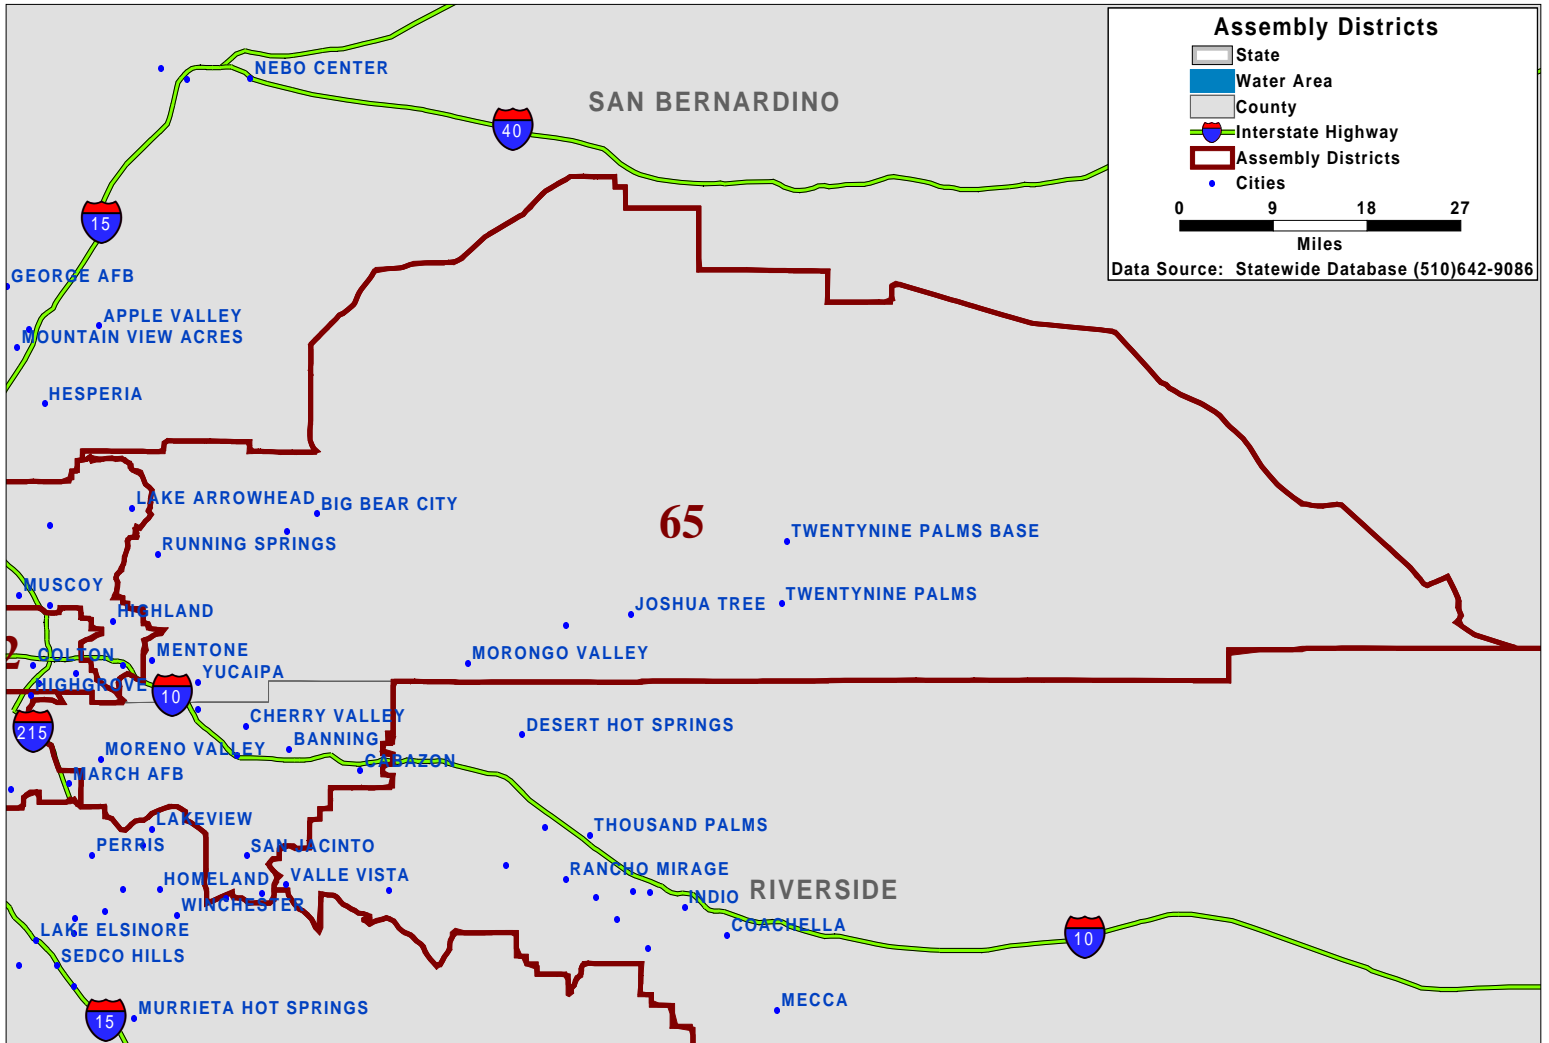 Assembly Districts
State
Water Area
County
Interstate Highway
Assembly Districts
Cities
0 9 18 27
Miles
Data Source: Statewide Database (510)642-9086
NEBO CENTER
SAN BERNARDINO
40
15
GEORGE AFB
APPLE VALLEY
MOUNTAIN VIEW ACRES
HESPERIA
LAKE ARROWHEAD
BIG BEAR CITY
65
TWENTYNINE PALMS BASE
RUNNING SPRINGS
MUSCOY
HIGHLAND
JOSHUA TREE
TWENTYNINE PALMS
2
COLTON
MENTONE
MORONGO VALLEY
YUCAIPA
HIGHGROVE
10
CHERRY VALLEY
DESERT HOT SPRINGS
215
BANNING
MORENO VALLEY
CABAZON
MARCH AFB
LAKEVIEW
THOUSAND PALMS
PERRIS
SAN JACINTO
HOMELAND
VALLE VISTA
RANCHO MIRAGE
RIVERSIDE
WINCHESTER
INDIO
LAKE ELSINORE
COACHELLA
10
SEDCO HILLS
MECCA
MURRIETA HOT SPRINGS
15